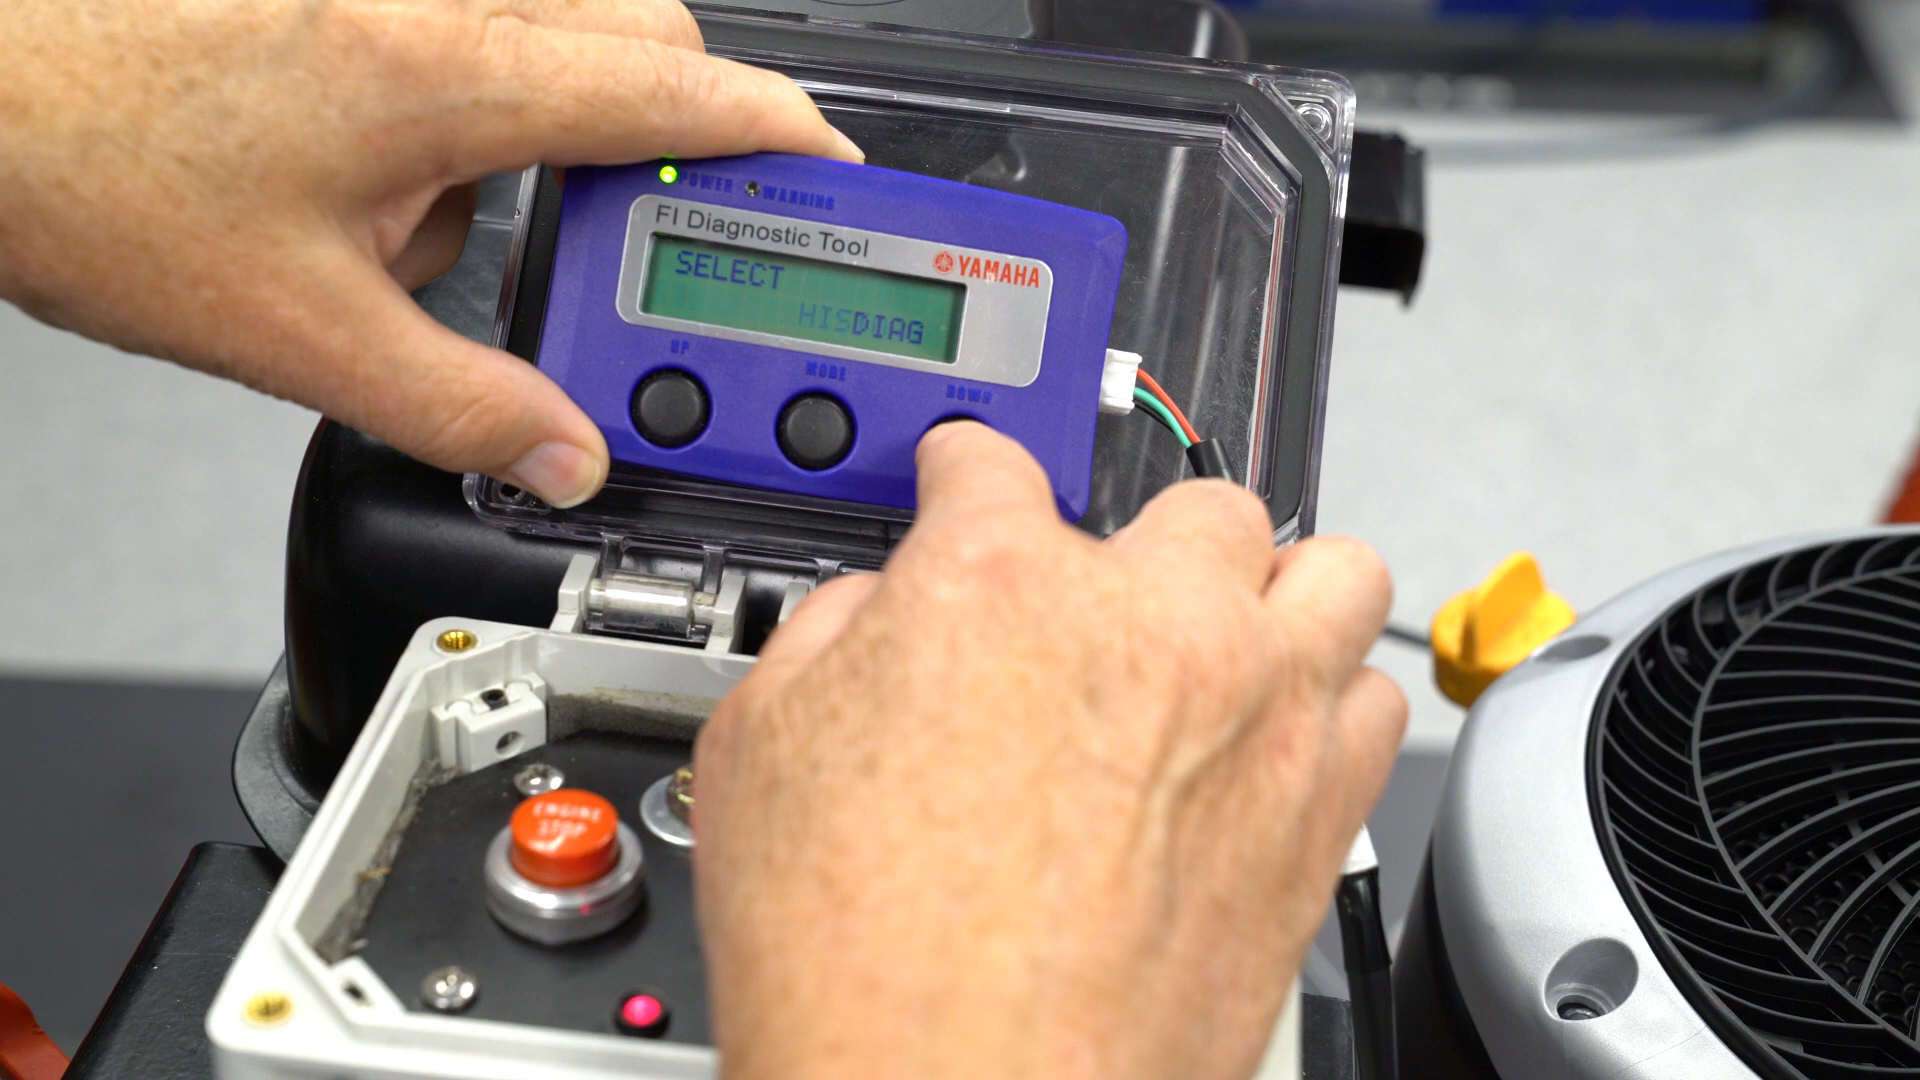 POWER WARNING
FI Diagnostic Tool
YAMAHA
SELECT
HISDIAG
UP
MODE
DOWN
ENGINE
STOP